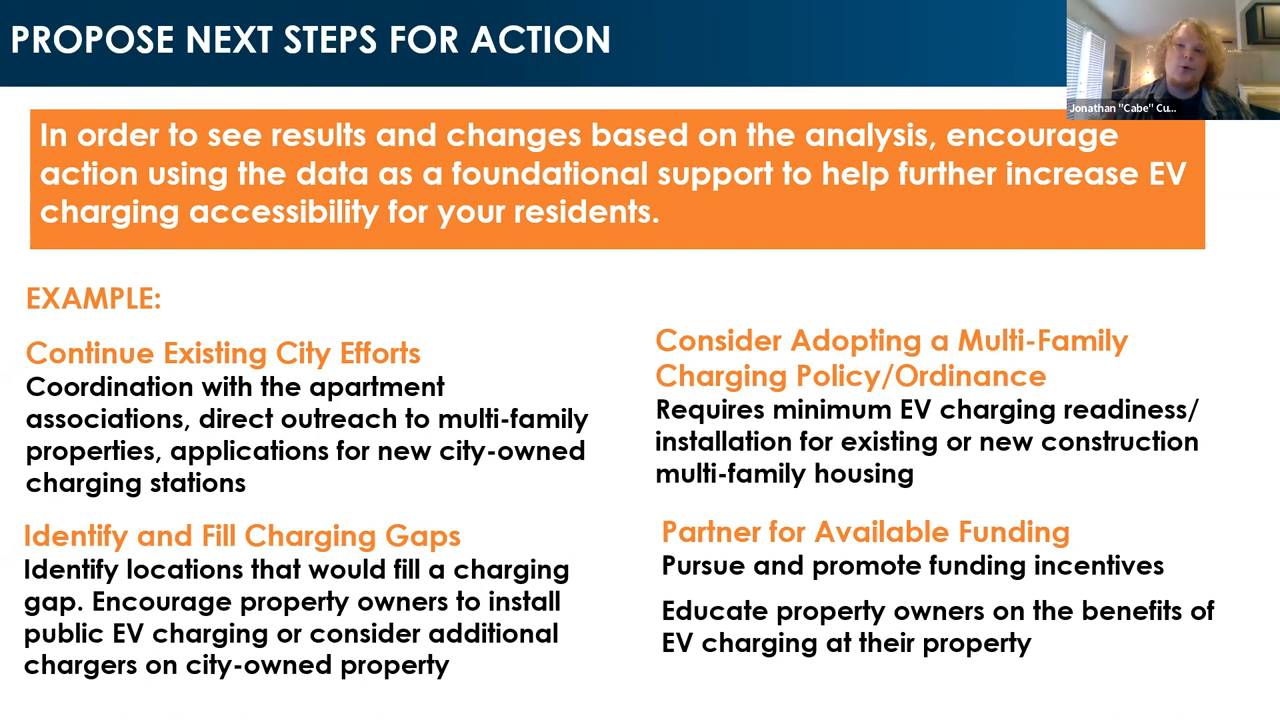 PROPOSE NEXT STEPS FOR ACTION
Jonathan "Cabe" Cu...
In order to see results and changes based on the analysis, encourage
action using the data as a foundational support to help further increase EV
charging accessibility for your residents.
EXAMPLE:
Continue Existing City Efforts
Coordination with the apartment
associations, direct outreach to multi-family
properties, applications for new city-owned
charging stations
Identify and Fill Charging Gaps
Identify locations that would fill a charging
gap. Encourage property owners to install
public EV charging or consider additional
chargers on city-owned property
Consider Adopting a Multi-Family
Charging Policy/Ordinance
Requires minimum EV charging readiness/
installation for existing or new construction
multi-family housing
Partner for Available Funding
Pursue and promote funding incentives
Educate property owners on the benefits of
EV charging at their property